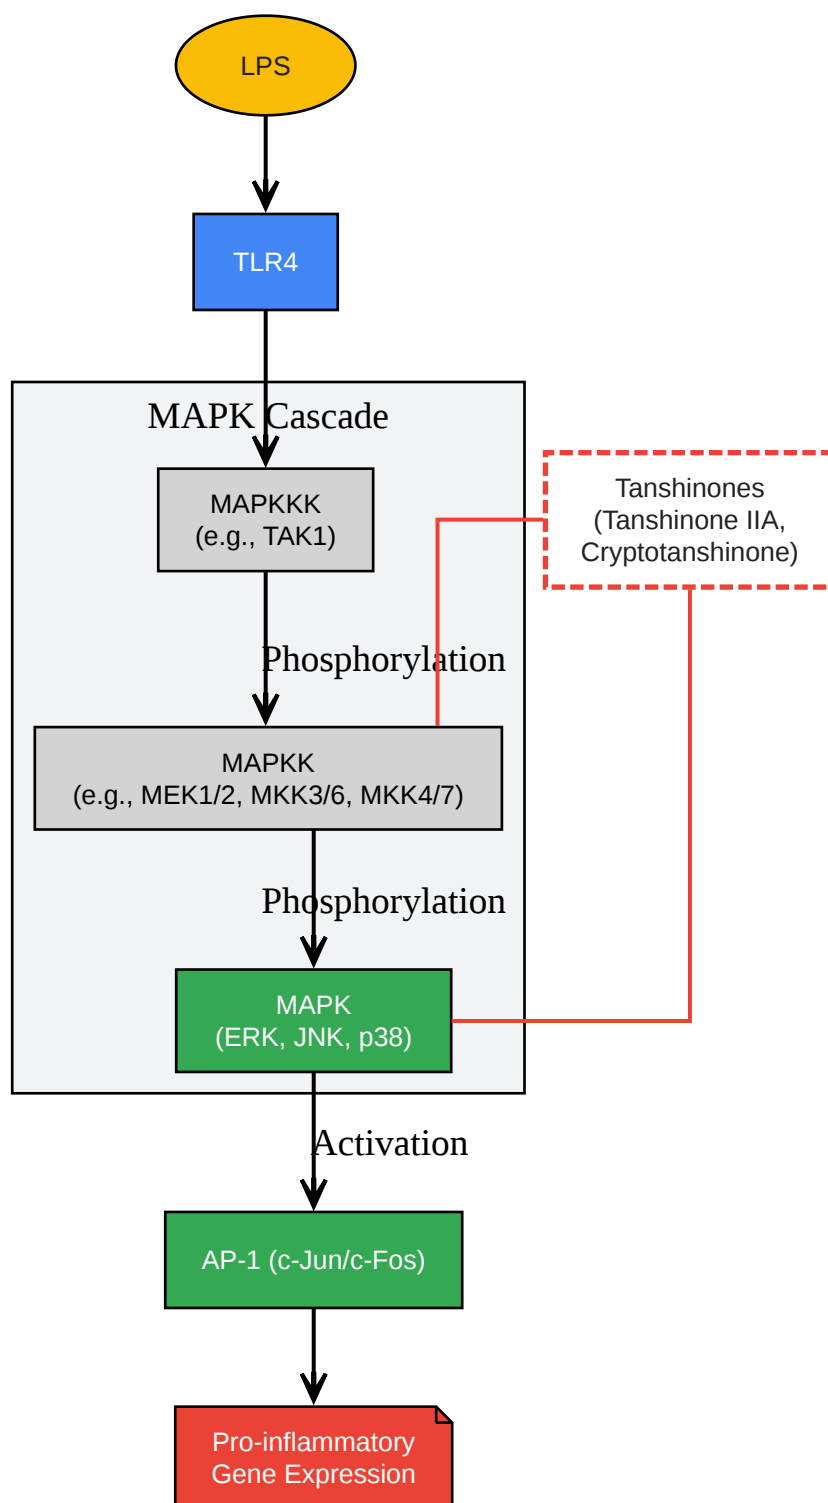 LPS
TLR4
MAPK Cascade
MAPKKK
(e.g., TAK1)
Tanshinones
(Tanshinone IIA,
Cryptotanshinone)
Phosphorylation
MAPKK
(e.g., MEK1/2, MKK3/6, MKK4/7)
Phosphorylation
MAPK
(ERK, JNK, p38)
Activation
AP-1 (c-Jun/c-Fos)
Pro-inflammatory
Gene Expression